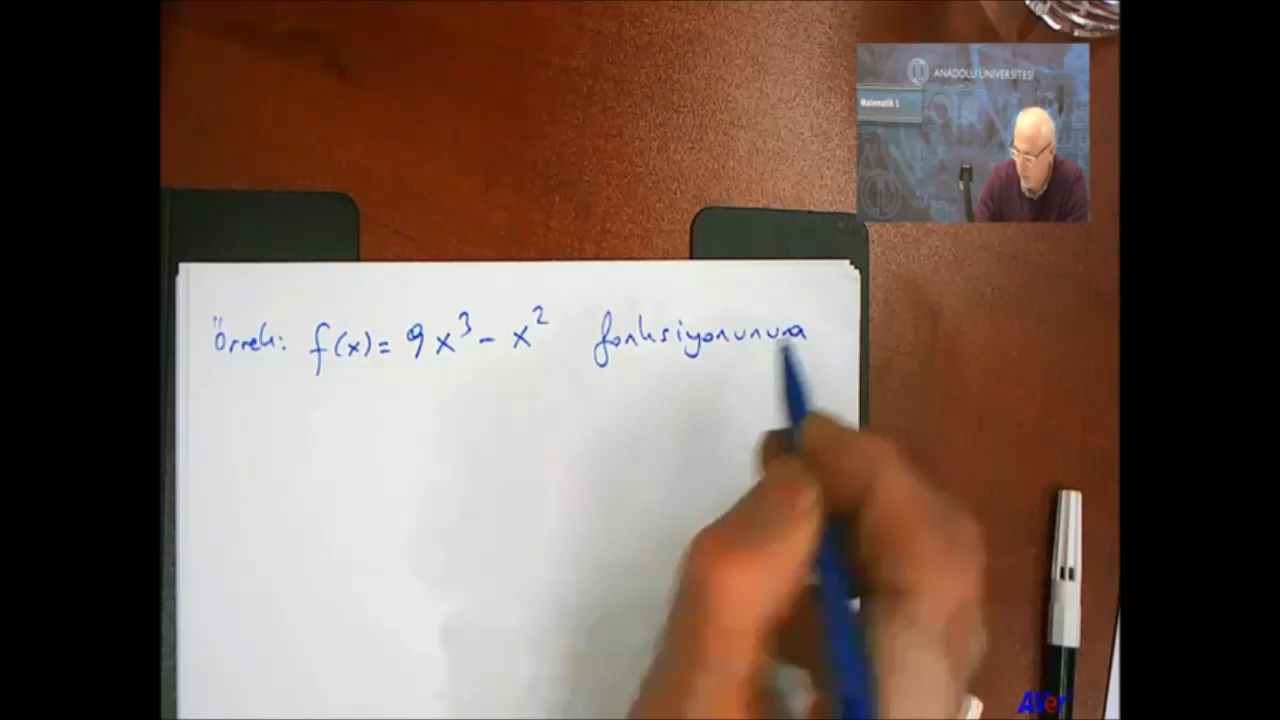 ANADOLU ÜNİVERSİTESİ
Matematik 1
Örnek: f(x) = 9x³ - x² fonksiyonunun
AVer